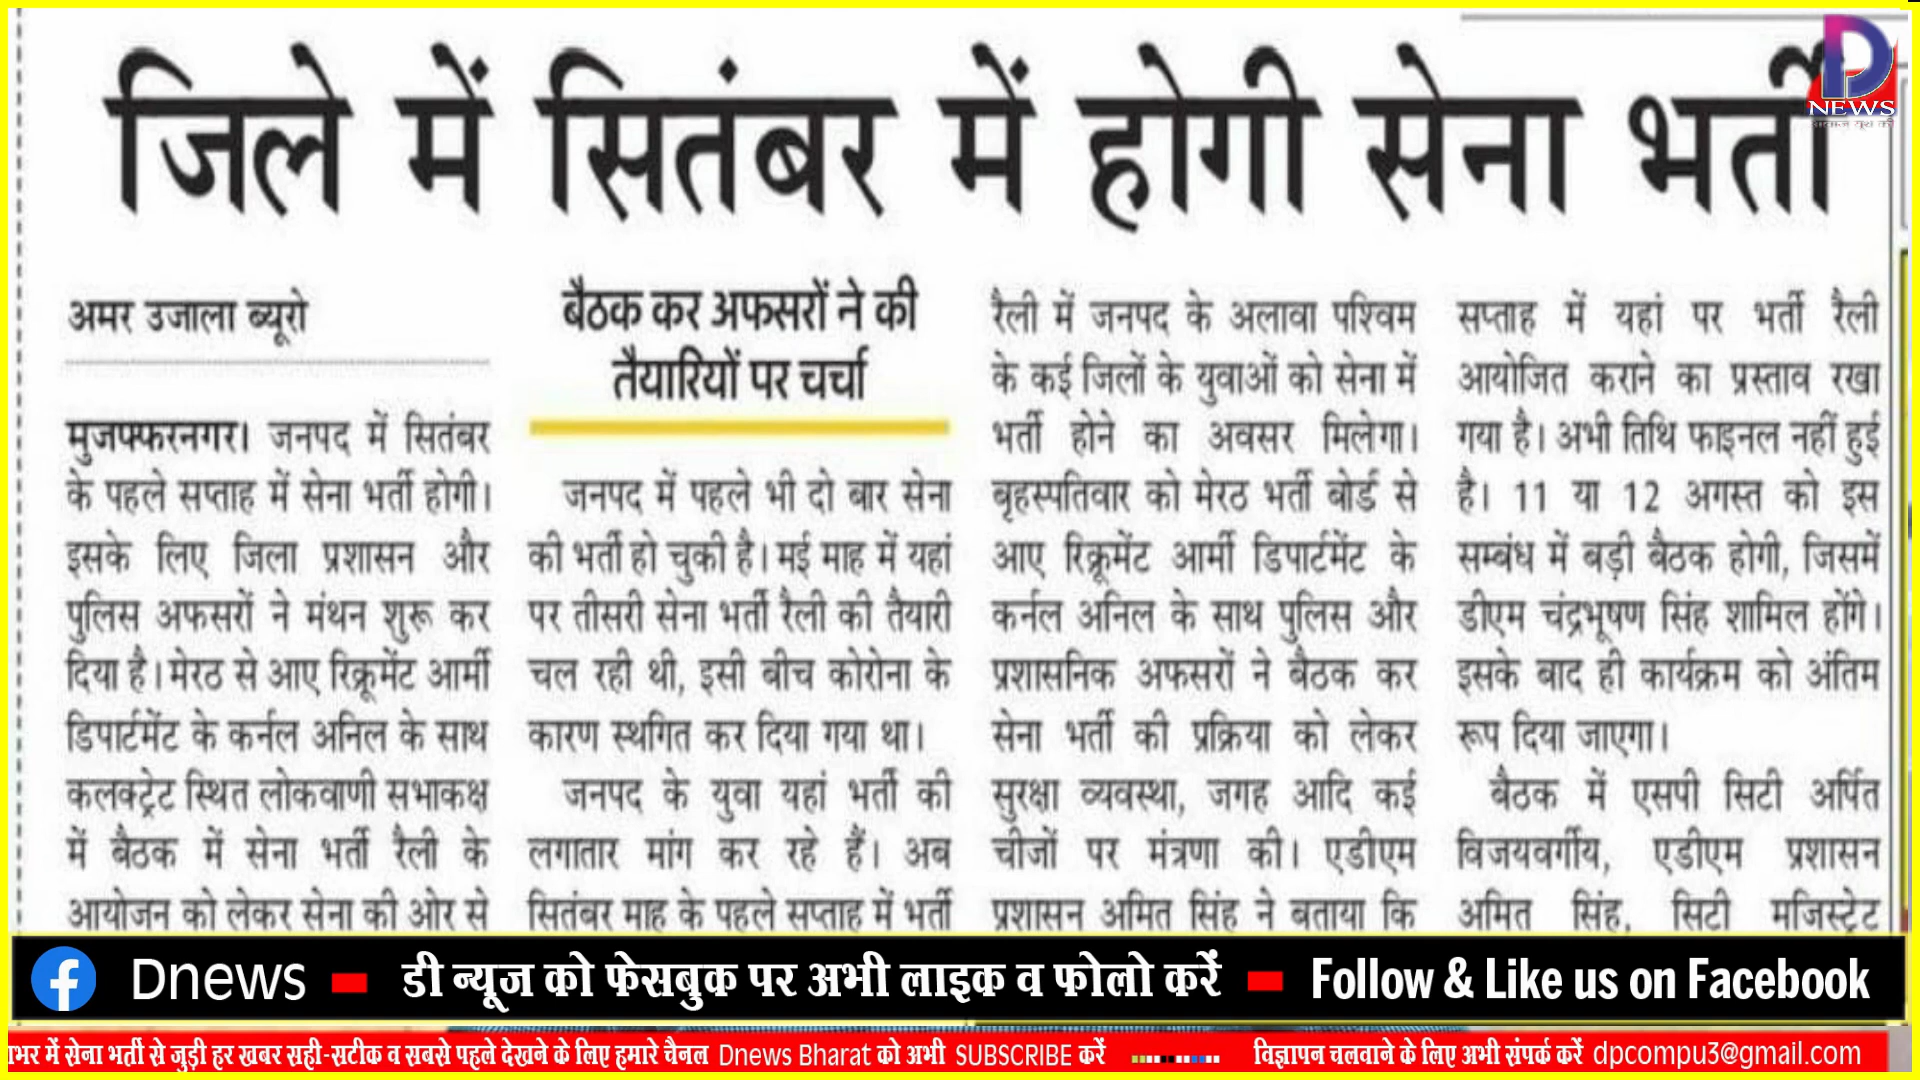 जिले में सितंबर में होगी सेना भर्ती
D
NEWS
अमर उजाला ब्यूरो
मुजफ्फरनगर। जनपद में सितंबर
के पहले सप्ताह में सेना भर्ती होगी।
इसके लिए जिला प्रशासन और
पुलिस अफसरों ने मंथन शुरू कर
दिया है। मेरठ से आए रिक्रूमेंट आर्मी
डिपार्टमेंट के कर्नल अनिल के साथ
कलक्ट्रेट स्थित लोकवाणी सभाकक्ष
में बैठक में सेना भर्ती रैली के
आयोजन को लेकर सेना की ओर से
बैठक कर अफसरों ने की
तैयारियों पर चर्चा
जनपद में पहले भी दो बार सेना
की भर्ती हो चुकी है। मई माह में यहां
पर तीसरी सेना भर्ती रैली की तैयारी
चल रही थी, इसी बीच कोरोना के
कारण स्थगित कर दिया गया था।
जनपद के युवा यहां भर्ती की
लगातार मांग कर रहे हैं। अब
सितंबर माह के पहले सप्ताह में भर्ती
रैली में जनपद के अलावा पश्विम
के कई जिलों के युवाओं को सेना में
भर्ती होने का अवसर मिलेगा।
बृहस्पतिवार को मेरठ भर्ती बोर्ड से
आए रिक्रूमेंट आर्मी डिपार्टमेंट के
कर्नल अनिल के साथ पुलिस और
प्रशासनिक अफसरों ने बैठक कर
सेना भर्ती की प्रक्रिया को लेकर
सुरक्षा व्यवस्था, जगह आदि कई
चीजों पर मंत्रणा की। एडीएम
प्रशासन अमित सिंह ने बताया कि
सप्ताह में यहां पर भर्ती रैली
आयोजित कराने का प्रस्ताव रखा
गया है। अभी तिथि फाइनल नहीं हुई
है। 11 या 12 अगस्त को इस
सम्बंध में बड़ी बैठक होगी, जिसमें
डीएम चंद्रभूषण सिंह शामिल होंगे।
इसके बाद ही कार्यक्रम को अंतिम
रूप दिया जाएगा।
बैठक में एसपी सिटी अर्पित
विजयवर्गीय, एडीएम प्रशासन
अमित सिंह, सिटी मजिस्ट्रेट
Dnews - डी न्यूज को फेसबुक पर अभी लाइक व फोलो करें - Follow & Like us on Facebook
में सेना भर्ती से जुड़ी हर खबर सही-सटीक व सबसे पहले देखने के लिए हमारे चैनल Dnews Bharat को अभी SUBSCRIBE करें विज्ञापन चलवाने के लिए अभी संपर्क करें dpcompu3@gmail.com